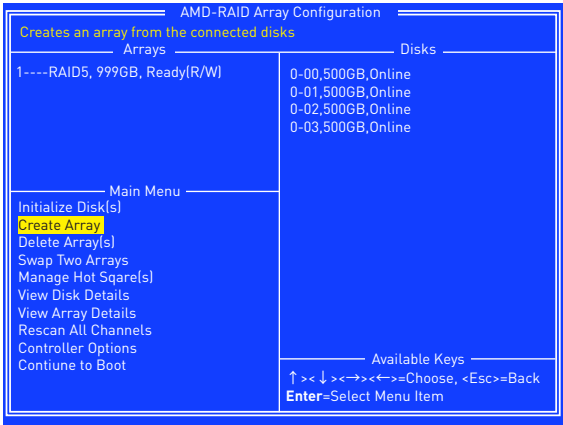 AMD-RAID Array Configuration
Creates an array from the connected disks
Arrays
1----RAID5, 999GB, Ready(R/W)
Disks
0-00,500GB,Online
0-01,500GB,Online
0-02,500GB,Online
0-03,500GB,Online
Main Menu
Initialize Disk(s)
Create Array
Delete Array(s)
Swap Two Arrays
Manage Hot Sqare(s)
View Disk Details
View Array Details
Rescan All Channels
Controller Options
Contiune to Boot
Available Keys
↑><↓><→><←>=Choose, <Esc>=Back
Enter=Select Menu Item